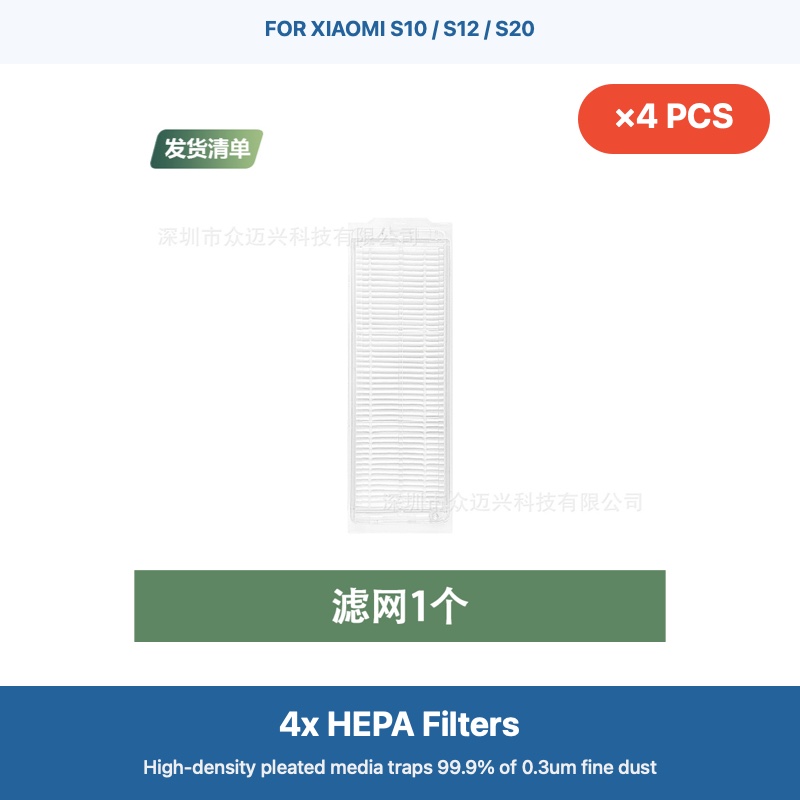 FOR XIAOMI S10 / S12 / S20
×4 PCS
发货清单
深圳市众迈兴科技有限公司
深圳市众迈兴科技有限公司
滤网1个
4x HEPA Filters
High-density pleated media traps 99.9% of 0.3um fine dust